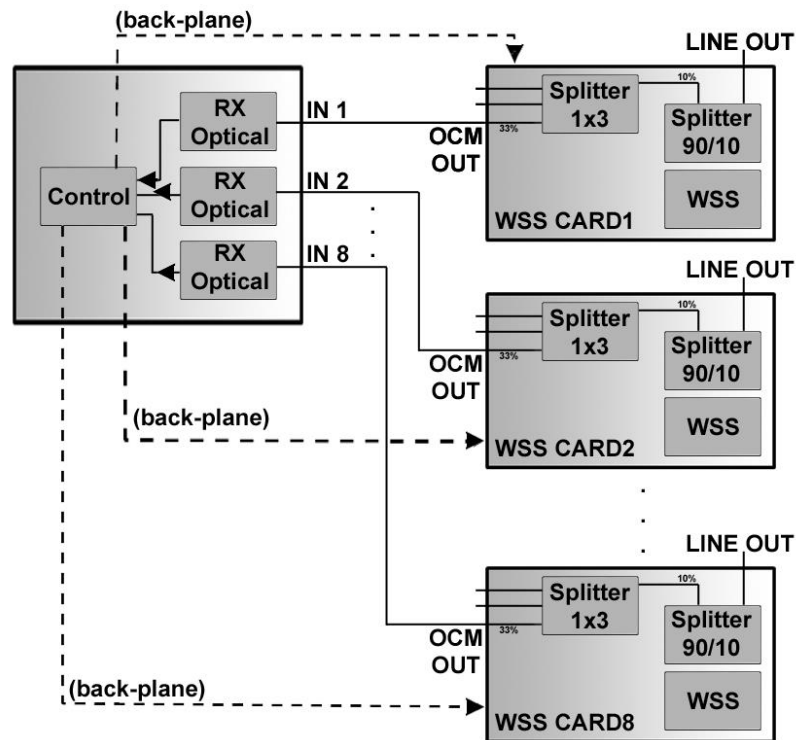 (back-plane)
RX
Optical
IN 1
Control
RX
Optical
IN 2
RX
Optical
IN 8
(back-plane)
(back-plane)
LINE OUT
10%
Splitter
1x3
Splitter
90/10
33%
OCM
OUT
WSS
WSS CARD1
LINE OUT
10%
Splitter
1x3
Splitter
90/10
33%
OCM
OUT
WSS
WSS CARD2
LINE OUT
10%
Splitter
1x3
Splitter
90/10
33%
OCM
OUT
WSS
WSS CARD8